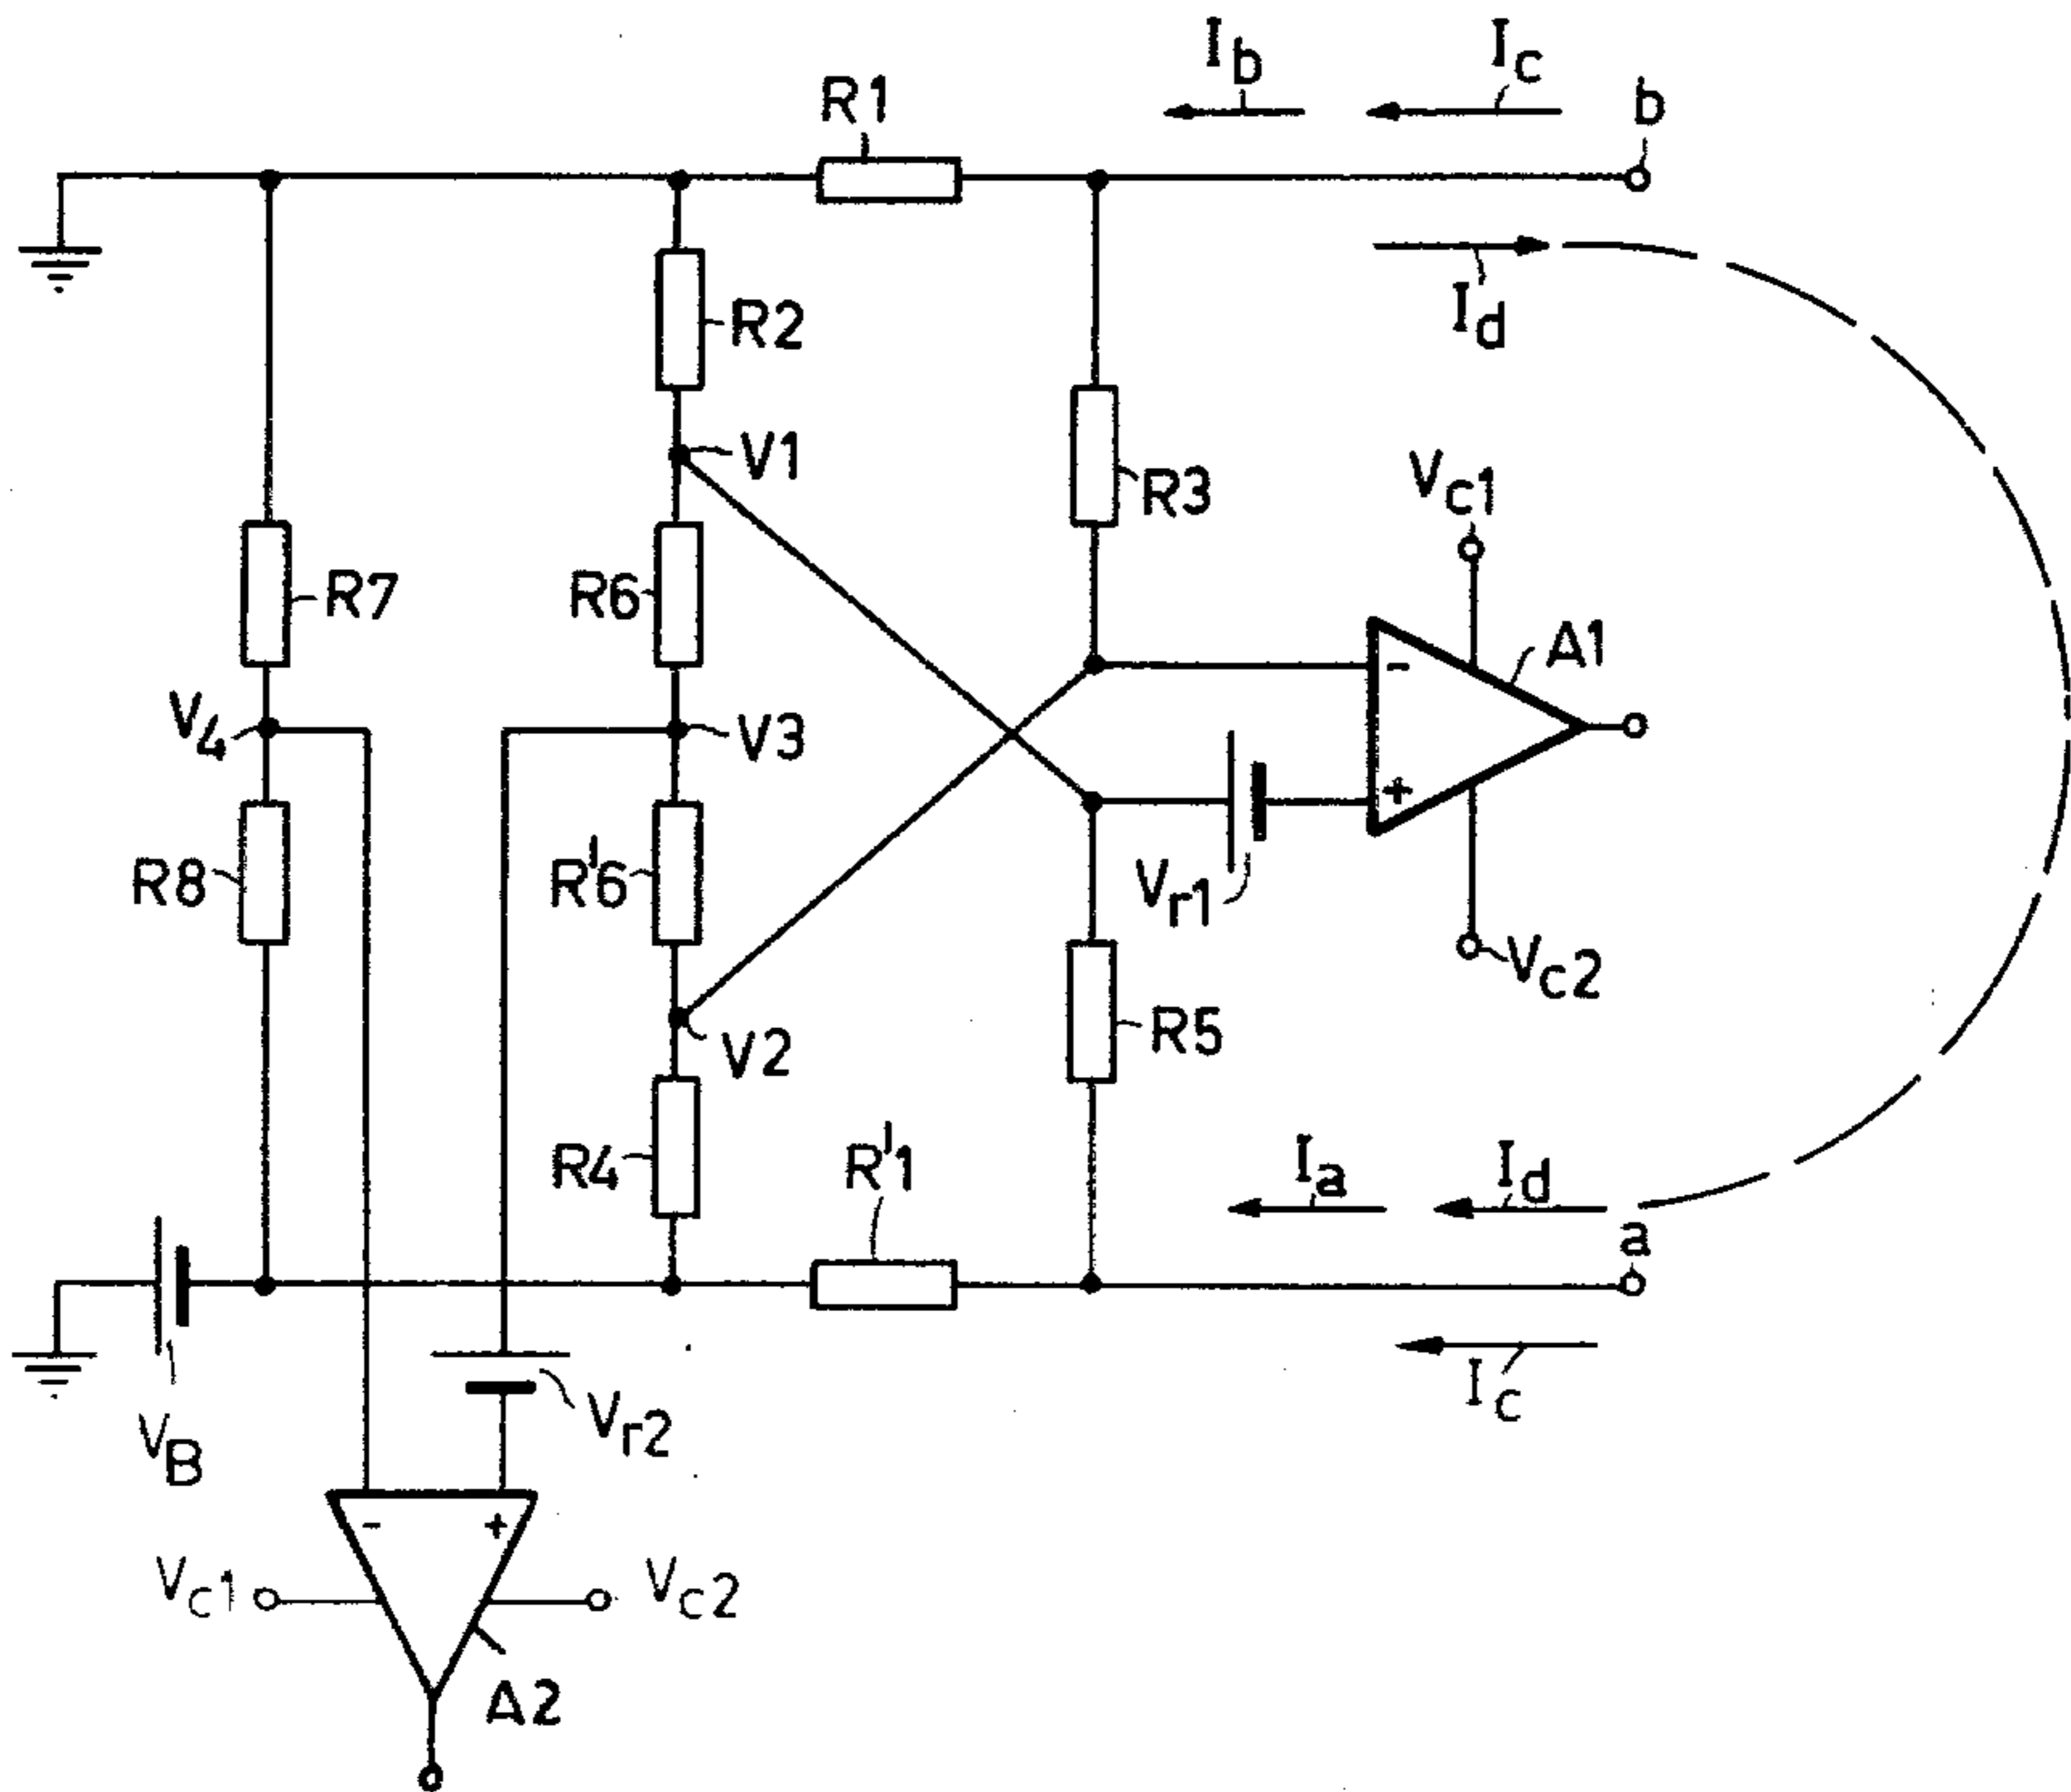 Ib
Ic
R1
b
Id
R2
V1
R3
Vc1
R7
R6
A1
-
V4
V3
+
R8
R'6
Vr1
Vc2
R5
V2
R4
R'1
Ia
Id
a
Ic
VB
Vr2
-
+
Vc1
Vc2
A2